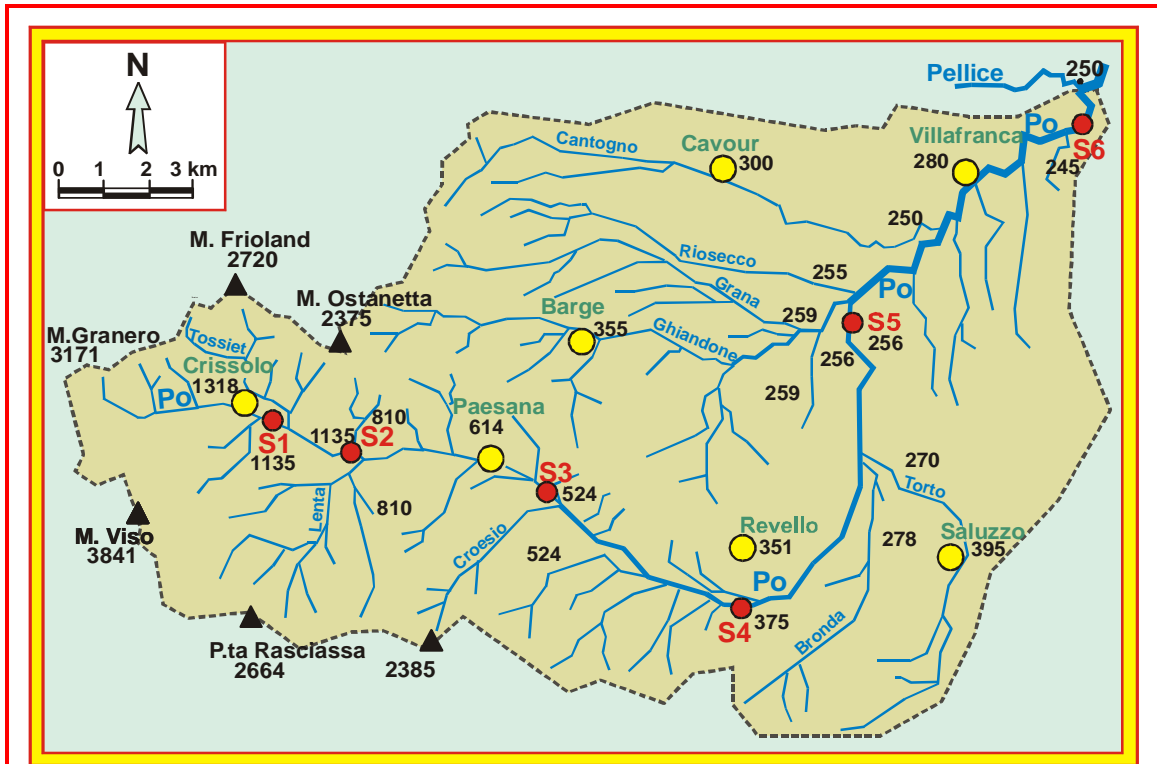 N
0 1 2 3 km
Pellice
250
Po
S6
245
Villafranca
280
Cavour
300
Cantogno
250
M. Frioland
2720
Riosecco
255
Po
M. Ostanetta
2375
Grana
259
Barge
355
Ghiandone
S5
256
256
M.Granero
3171
Tossiet
Crissolo
1318
Po
259
Paesana
614
810
S1
1135
1135
S2
S3
524
270
Torto
Lenta
810
M. Viso
3841
Croesio
524
Revello
351
278
Saluzzo
395
Po
S4
375
Bronda
P.ta Rasciassa
2664
2385